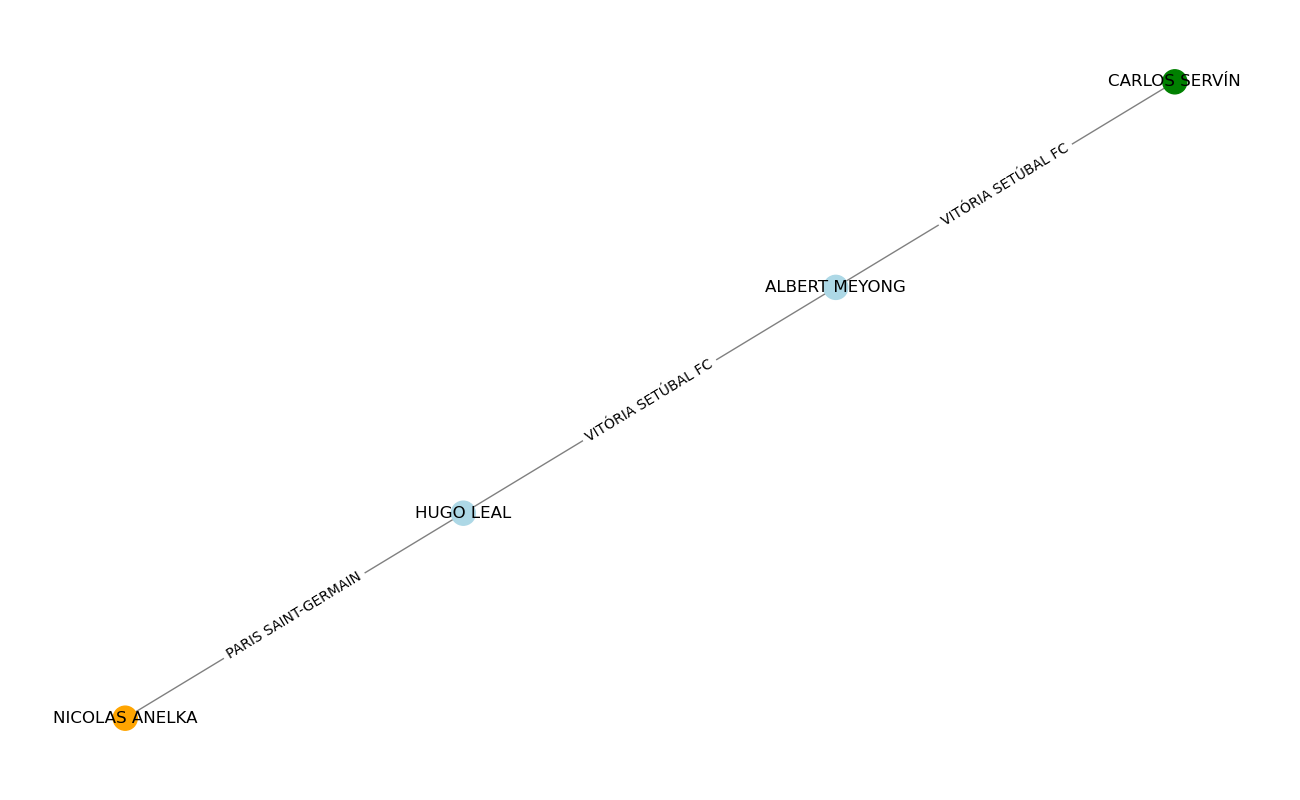 CARLOS SERVÍN
VITÓRIA SETÚBAL FC
ALBERT MEYONG
VITÓRIA SETÚBAL FC
HUGO LEAL
PARIS SAINT-GERMAIN
NICOLAS ANELKA